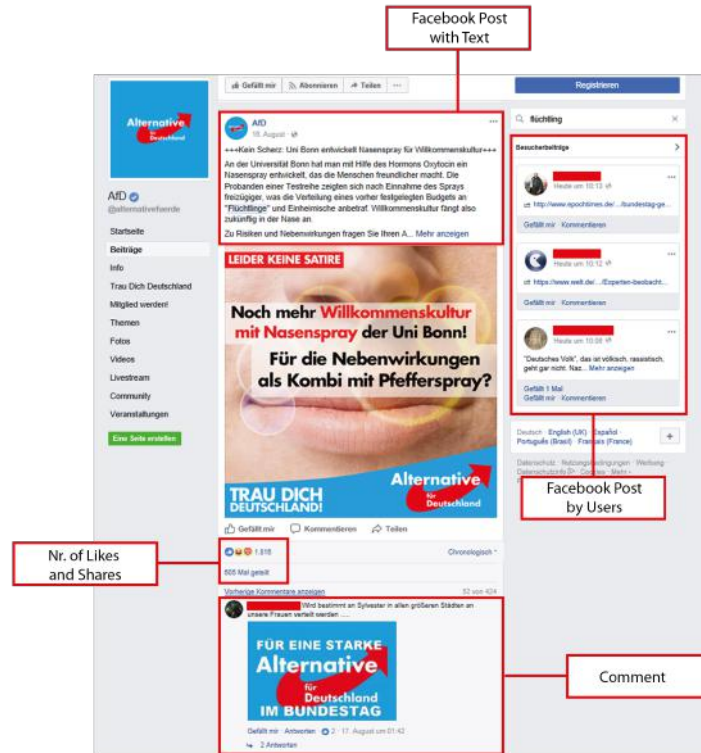 Facebook Post
with Text
Gefällt mir Abonnieren Teilen ...
Registrieren
Alternative
für
Deutschland
AfD
@alternativefuerde
Startseite
Beiträge
Info
Trau Dich Deutschland
Mitglied werden!
Themen
Fotos
Videos
Livestream
Community
Veranstaltungen
Eine Seite erstellen
AfD
16. August ·
+++Kein Scherz: Uni Bonn entwickelt Nasenspray für Willkommenskultur+++
An der Universität Bonn hat man mit Hilfe des Hormons Oxytocin ein
Nasenspray entwickelt, das die Menschen freundlicher macht. Die
Probanden einer Testreihe zeigten sich nach Einnahme des Sprays
freizügiger, was die Verteilung eines vorher festgelegten Budgets an
"Flüchtlinge" und Einheimische anbetraf. Willkommenskultur fängt also
zukünftig in der Nase an.
Zu Risiken und Nebenwirkungen fragen Sie Ihren A... Mehr anzeigen
LEIDER KEINE SATIRE
Noch mehr Willkommenskultur
mit Nasenspray der Uni Bonn!
Für die Nebenwirkungen
als Kombi mit Pfefferspray?
TRAU DICH
DEUTSCHLAND!
Alternative
für
Deutschland
Gefällt mir Kommentieren Teilen
Chronologisch
605 Mal geteilt
Vorherige Kommentare anzeigen
52 von 424
Wird bestimmt an Sylvester in allen größeren Städten an
unsere Frauen verteilt werden .....
FÜR EINE STARKE
Alternative
für
Deutschland
IM BUNDESTAG
Gefällt mir · Antworten · 2 · 17. August um 01:42
2 Antworten
flüchtling
Besucherbeiträge
Heute um 10:13
http://www.epochtimes.de/.../bundestag-ge...
Gefällt mir · Kommentieren
Heute um 10:12
https://www.welt.de/.../Experten-beobacht...
Gefällt mir · Kommentieren
Heute um 10:08
"Deutsches Volk", das ist völkisch, rassistisch,
geht gar nicht. Naz... Mehr anzeigen
Gefällt 1 Mal
Gefällt mir · Kommentieren
Deutsch · English (UK) · Español ·
Português (Brasil) · Français (France)
Datenschutz · Nutzungsbedingungen · Werbung ·
Facebook Post
by Users
Nr. of Likes
and Shares
Comment